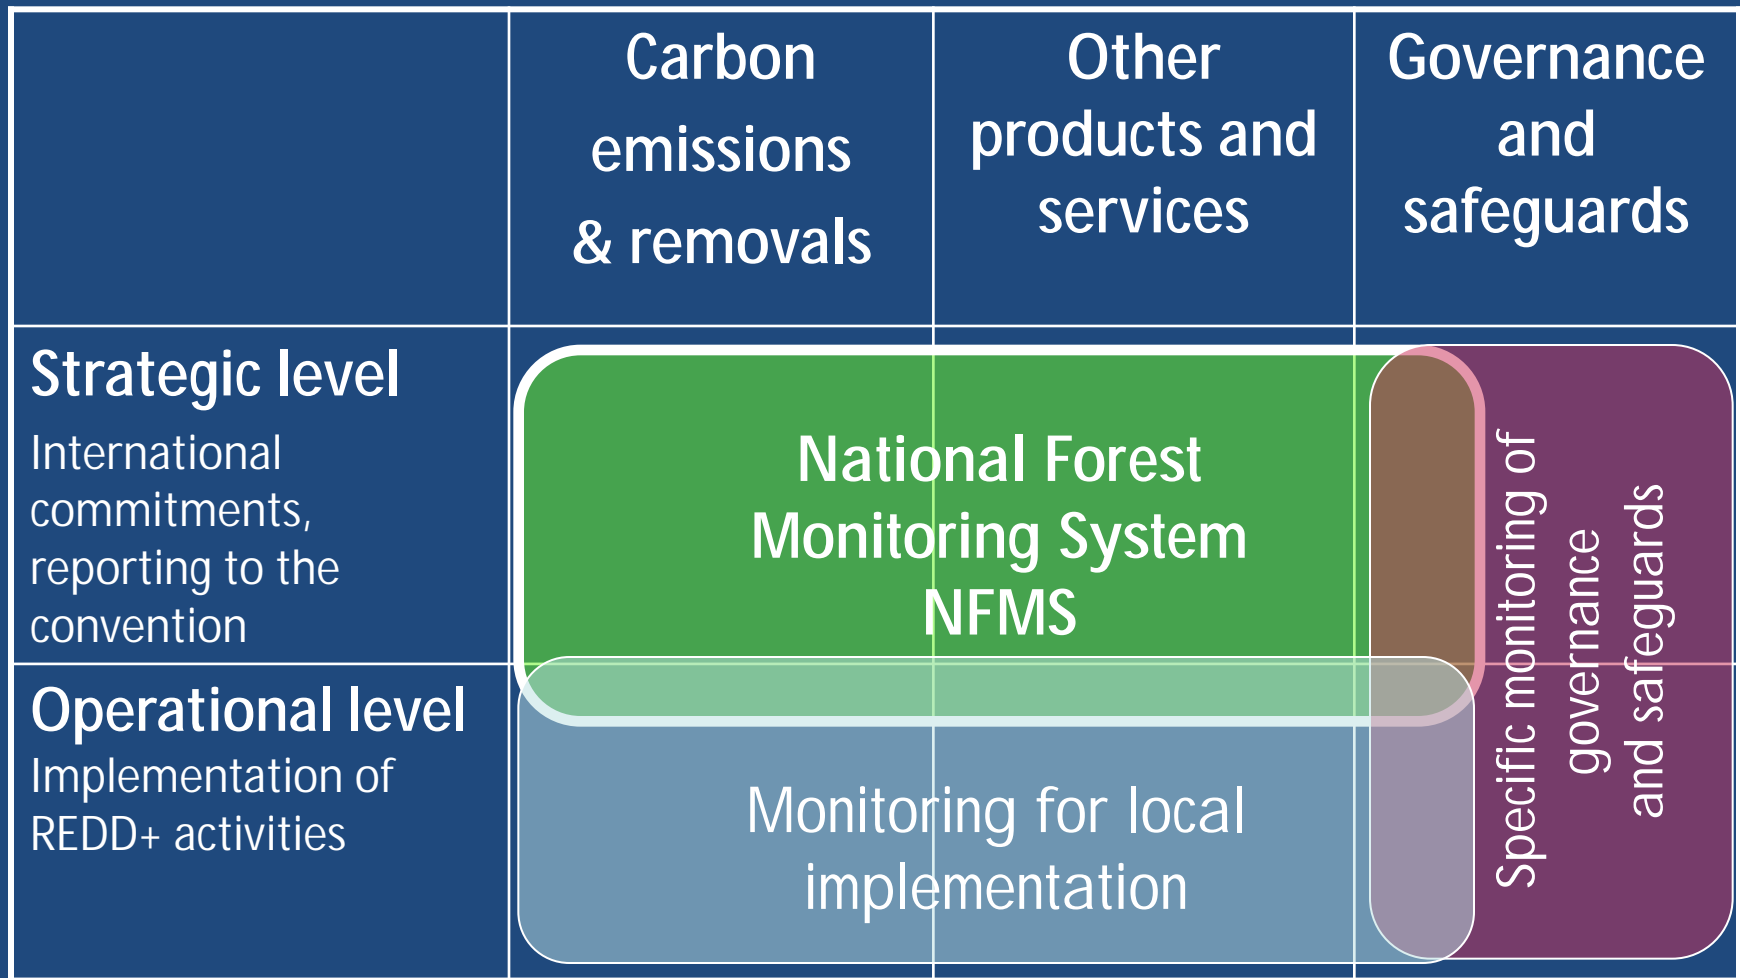 Carbon
emissions
& removals
Other
products and
services
Governance
and
safeguards
Strategic level
International
commitments,
reporting to the
convention
National Forest
Monitoring System
NFMS
Specific monitoring of
governance
and safeguards
Operational level
Implementation of
REDD+ activities
Monitoring for local
implementation